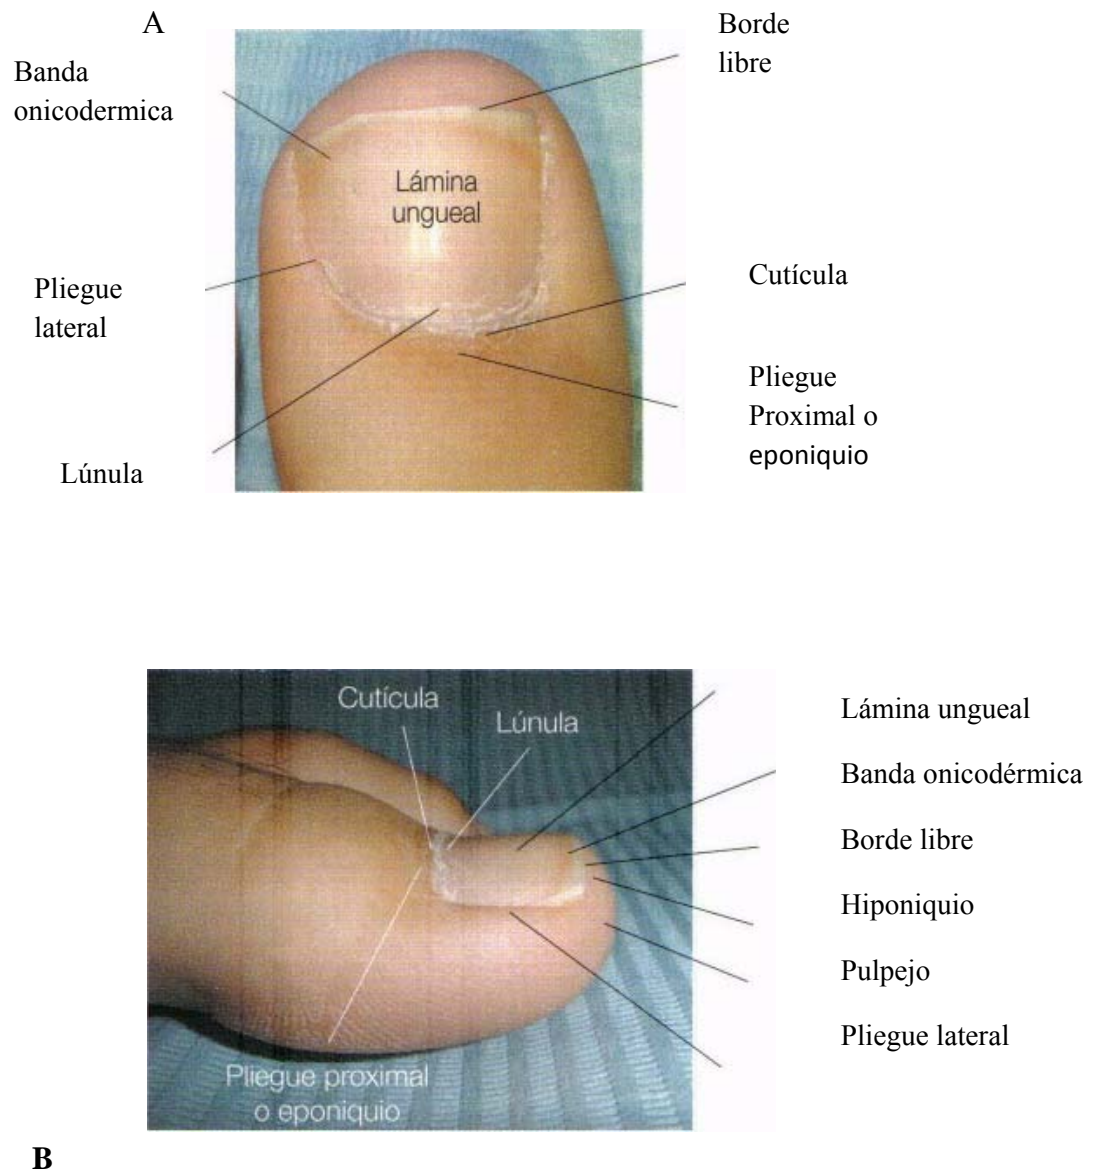 A
Borde
libre
Banda
onicodermica
Lámina
ungueal
Pliegue
lateral
Cutícula
Pliegue
Proximal o
eponiquio
Lúnula
Cutícula
Lúnula
Lámina ungueal
Banda onicodérmica
Borde libre
Hiponiquio
Pulpejo
Pliegue lateral
Pliegue proximal
o eponiquio
B